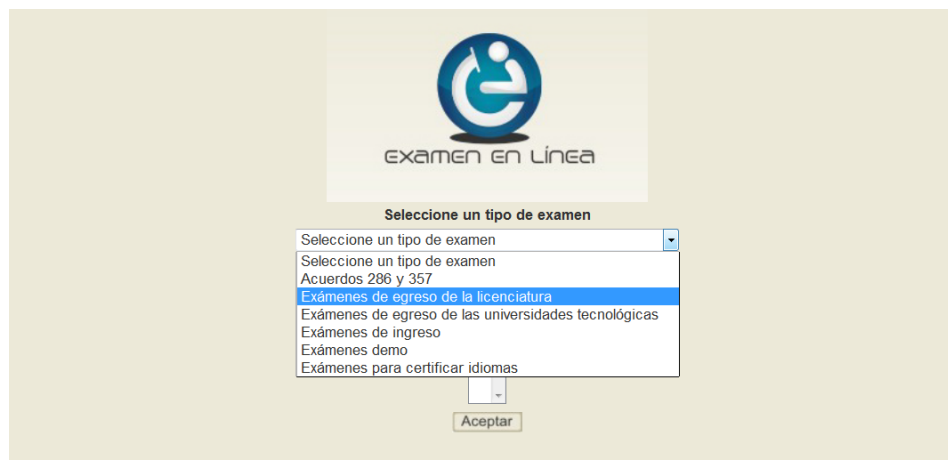 examen en Línea
Seleccione un tipo de examen
Seleccione un tipo de examen
Seleccione un tipo de examen
Acuerdos 286 y 357
Exámenes de egreso de la licenciatura
Exámenes de egreso de las universidades tecnológicas
Exámenes de ingreso
Exámenes demo
Exámenes para certificar idiomas
Aceptar